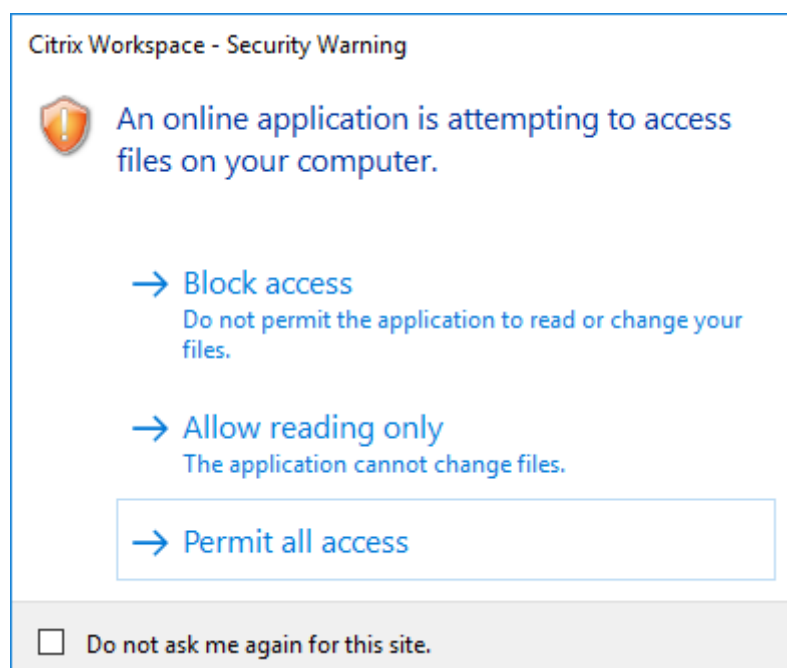 Citrix Workspace - Security Warning
An online application is attempting to access
files on your computer.
Block access
Do not permit the application to read or change your
files.
Allow reading only
The application cannot change files.
Permit all access
Do not ask me again for this site.